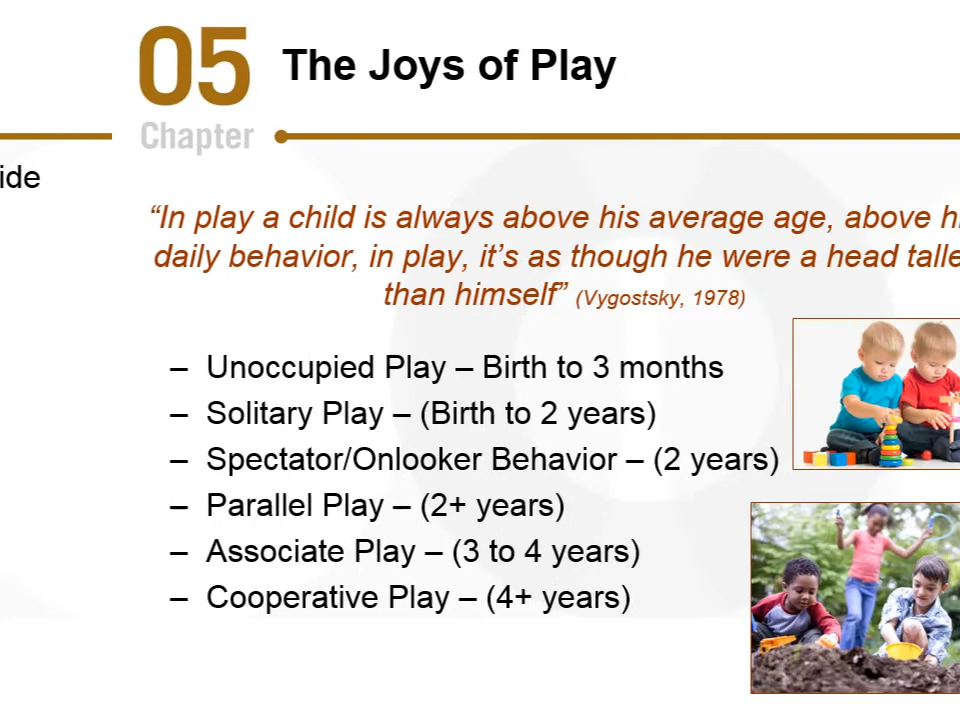 05 The Joys of Play
Chapter
ide
“In play a child is always above his average age, above
daily behavior, in play, it’s as though he were a head
than himself” (Vygostsky, 1978)
– Unoccupied Play – Birth to 3 months
– Solitary Play – (Birth to 2 years)
– Spectator/Onlooker Behavior – (2 years)
– Parallel Play – (2+ years)
– Associate Play – (3 to 4 years)
– Cooperative Play – (4+ years)